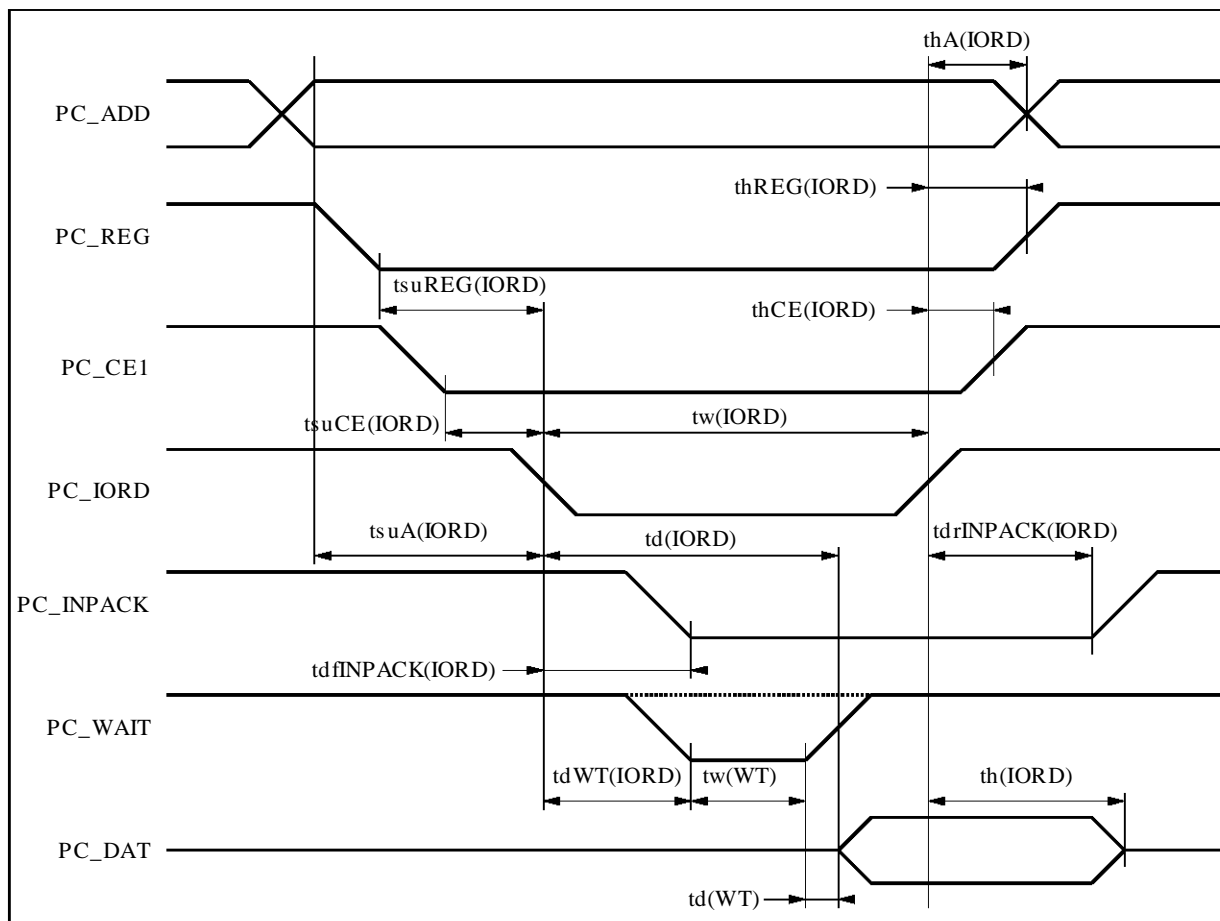 thA(IORD)
PC_ADD
thREG(IORD)
PC_REG
tsuREG(IORD)
thCE(IORD)
PC_CE1
tsuCE(IORD)
tw(IORD)
PC_IORD
tsuA(IORD)
td(IORD)
tdrINPACK(IORD)
PC_INPACK
tdfINPACK(IORD)
PC_WAIT
tdWT(IORD)
tw(WT)
th(IORD)
PC_DAT
td(WT)